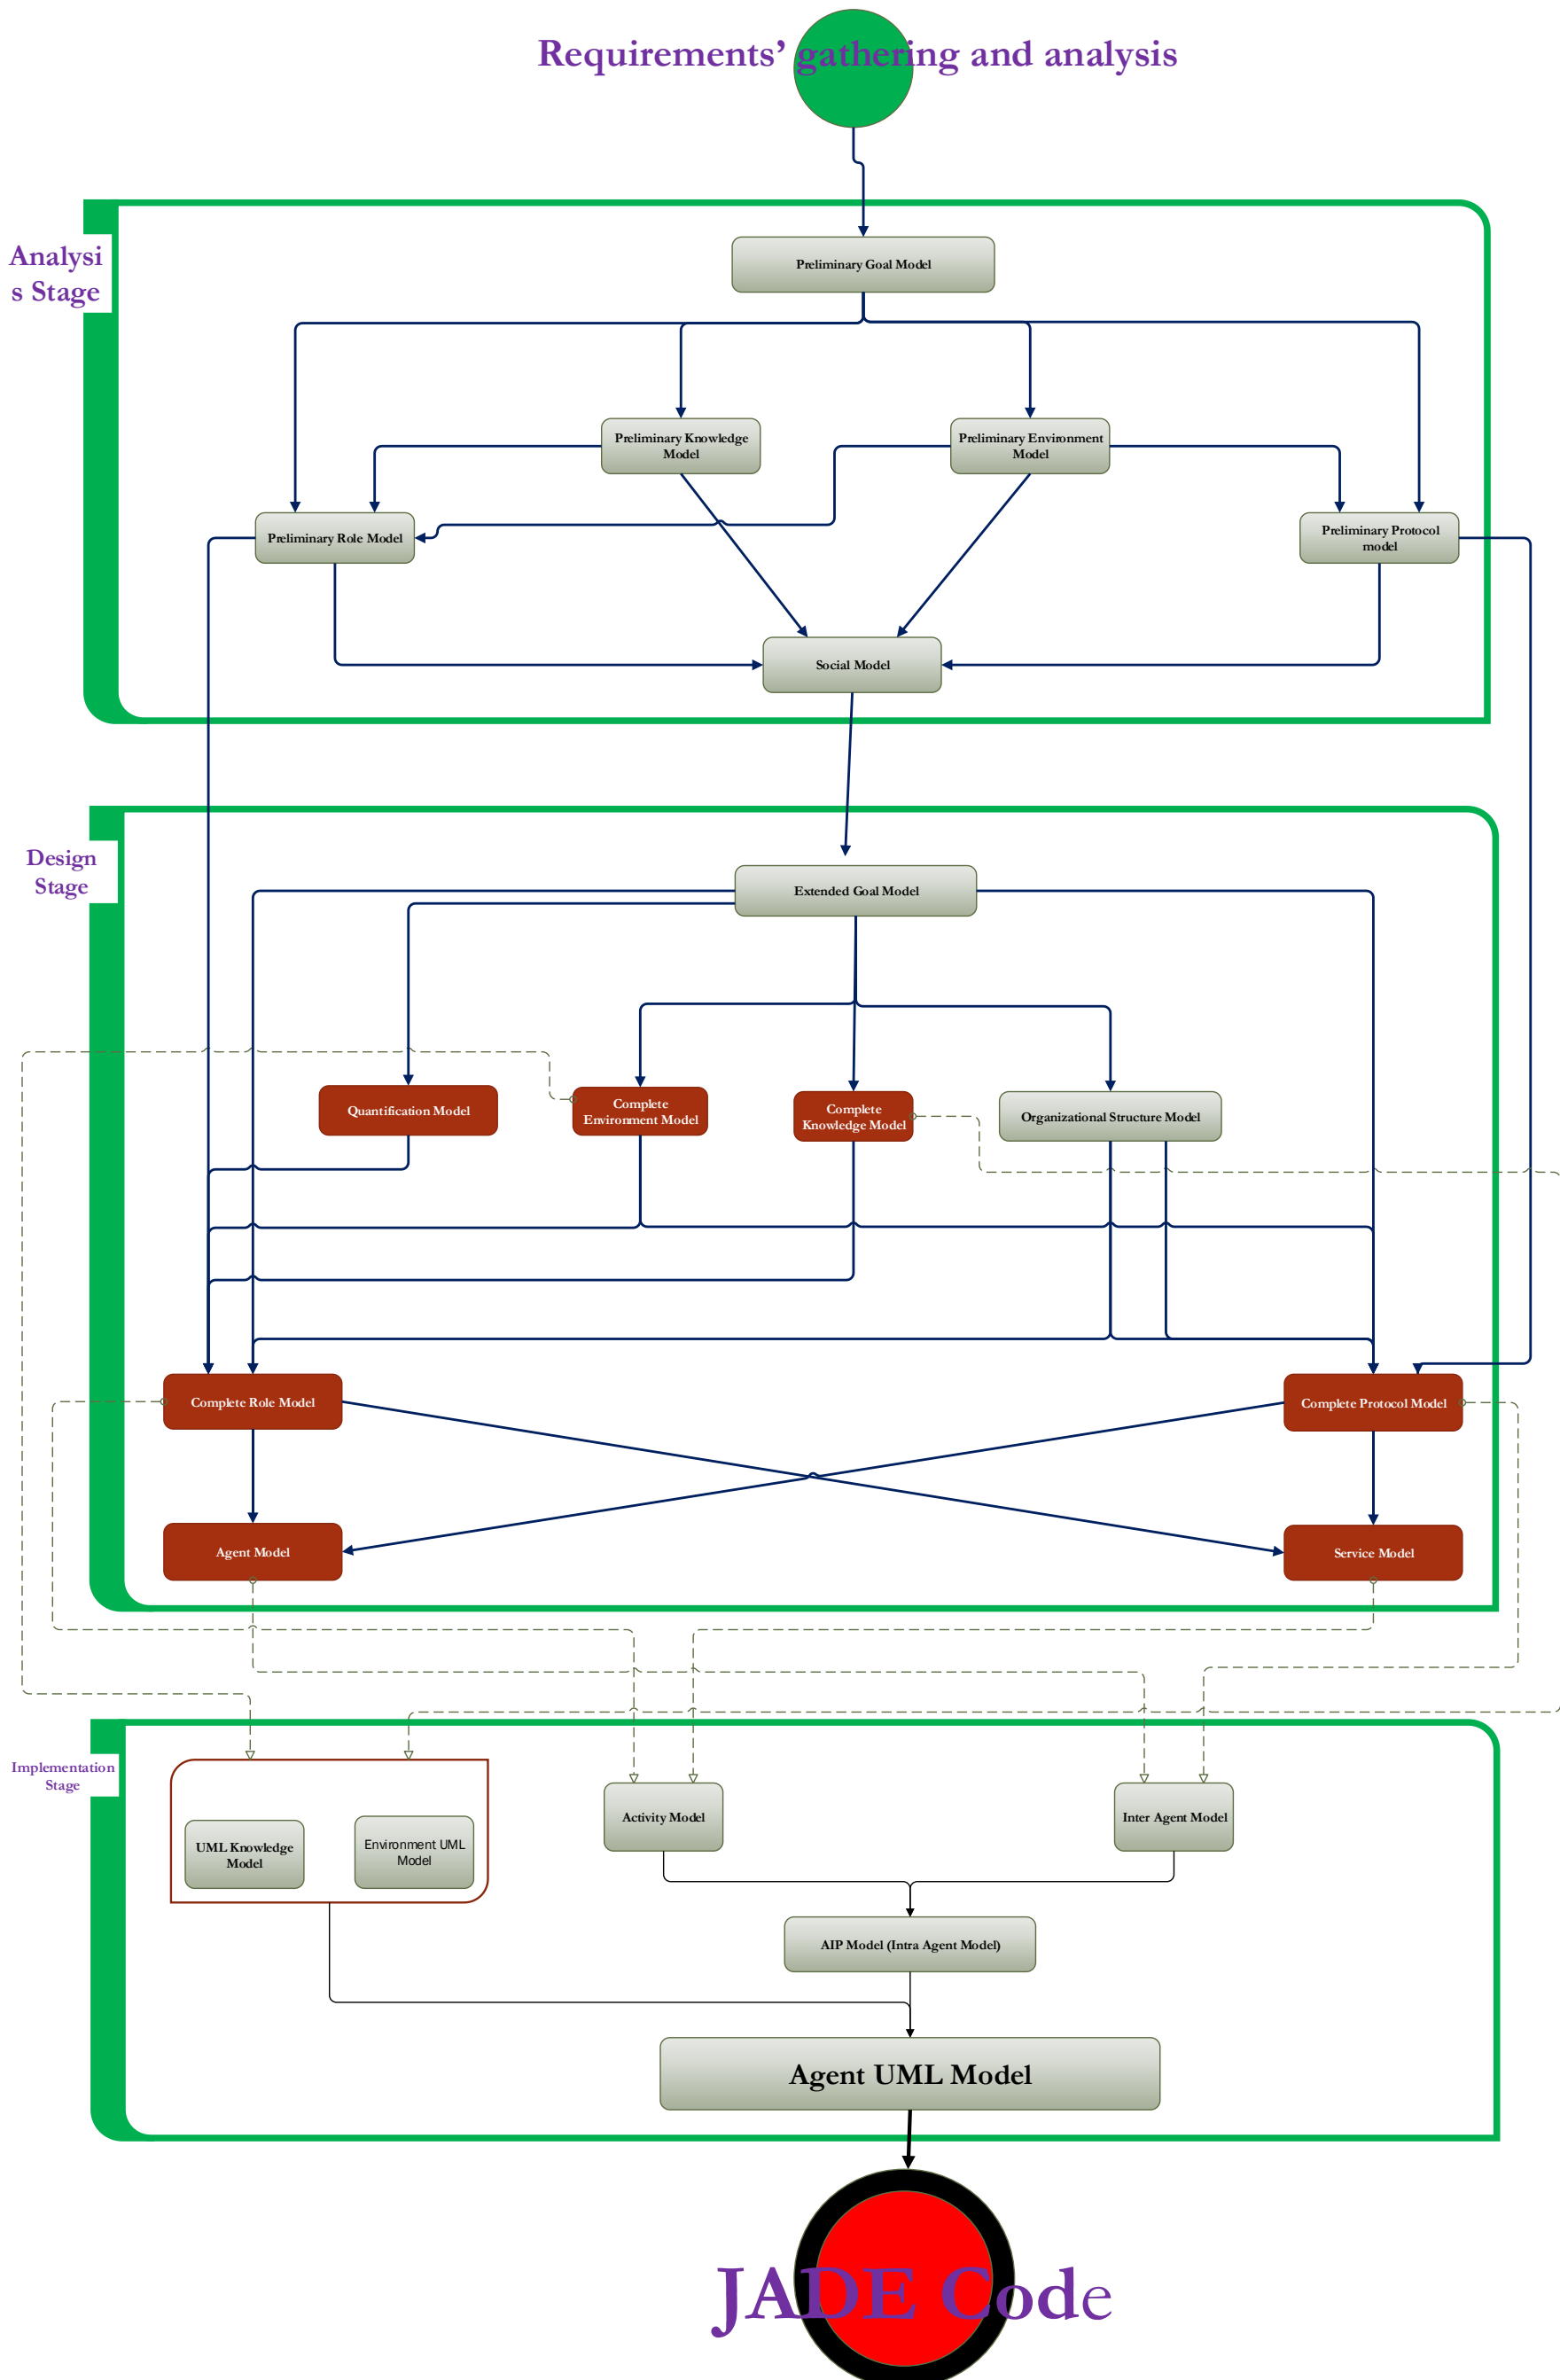 Requirements’ gathering and analysis
Analysi
s Stage
Preliminary Goal Model
Preliminary Knowledge
Model
Preliminary Environment
Model
Preliminary Role Model
Preliminary Protocol
model
Social Model
Design
Stage
Extended Goal Model
Quantification Model
Complete
Environment Model
Complete
Knowledge Model
Organizational Structure Model
Complete Role Model
Complete Protocol Model
Agent Model
Service Model
Implementation
Stage
UML Knowledge
Model
Environment UML
Model
Activity Model
Inter Agent Model
AIP Model (Intra Agent Model)
Agent UML Model
JADE Code